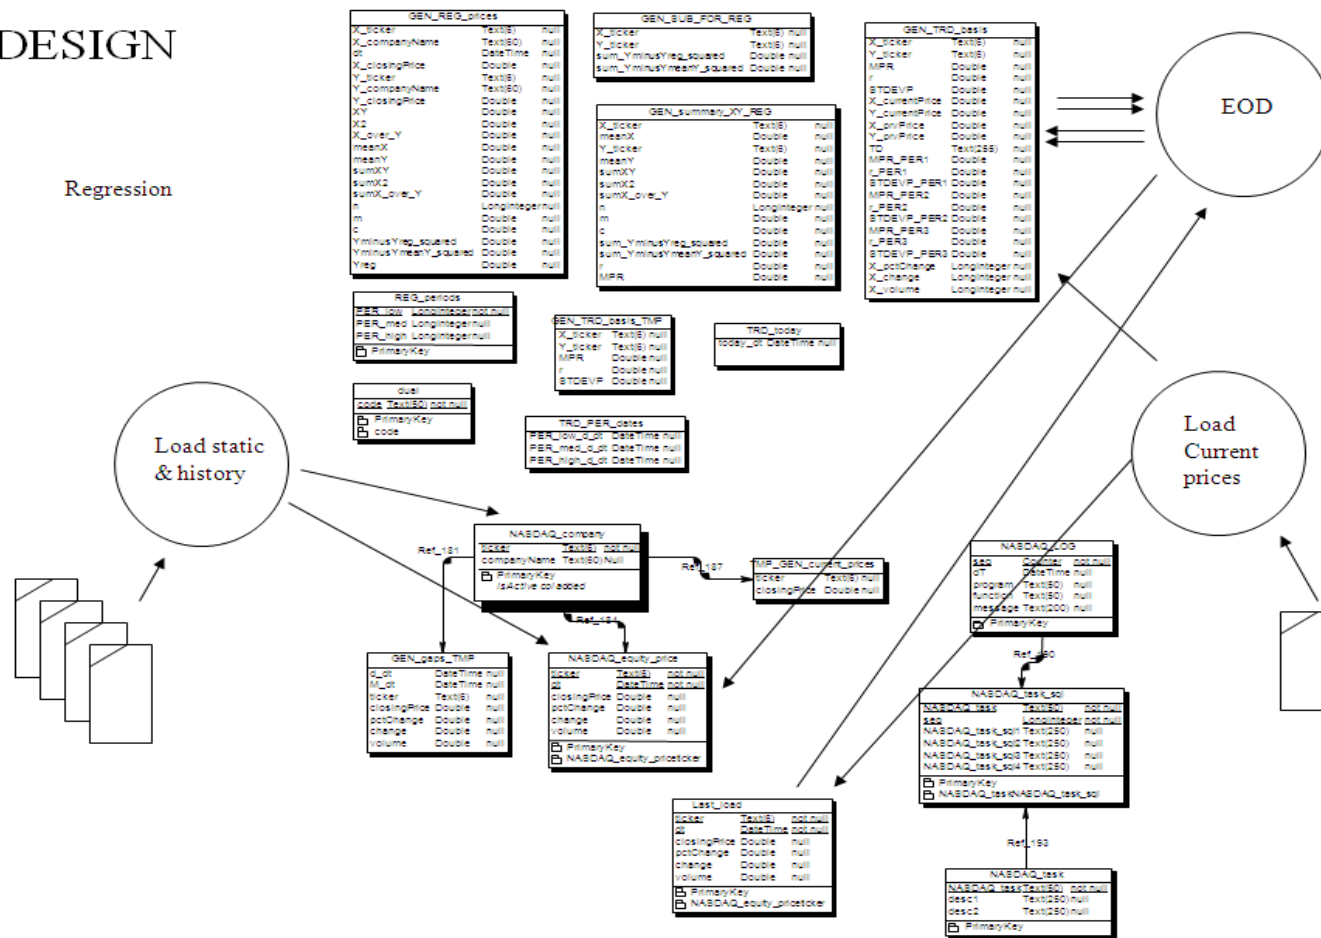 DESIGN
Regression
GEN_REG_prices
X_ticker Text(6) null
X_companyName Text(60) null
dt DateTime null
X_closingPrice Double null
Y_ticker Text(6) null
Y_companyName Text(60) null
Y_closingPrice Double null
XY Double null
X2 Double null
X_over_Y Double null
meanX Double null
meanY Double null
sumXY Double null
sumX2 Double null
sumX_over_Y Double null
n LongInteger null
m Double null
c Double null
YminusYreg_squared Double null
YminusYmeanY_squared Double null
Yreg Double null
GEN_SUB_FOR_REG
X_ticker Text(6) null
Y_ticker Text(6) null
sum_YminusYreg_squared Double null
sum_YminusYmeanY_squared Double null
GEN_summary_XY_REG
X_ticker Text(6) null
meanX Double null
Y_ticker Text(6) null
meanY Double null
sumXY Double null
sumX2 Double null
sumX_over_Y Double null
n LongInteger null
m Double null
c Double null
sum_YminusYreg_squared Double null
sum_YminusYmeanY_squared Double null
r Double null
MPR Double null
GEN_TRD_basis
X_ticker Text(6) null
Y_ticker Text(6) null
MPR Double null
r Double null
STDEVP Double null
X_currentPrice Double null
Y_currentPrice Double null
X_prvPrice Double null
Y_prvPrice Double null
TD Text(255) null
MPR_PER1 Double null
r_PER1 Double null
STDEVP_PER1 Double null
MPR_PER2 Double null
r_PER2 Double null
STDEVP_PER2 Double null
MPR_PER3 Double null
r_PER3 Double null
STDEVP_PER3 Double null
X_pctChange LongInteger null
X_change LongInteger null
X_volume LongInteger null
EOD
REG_periods
PER_low LongInteger not null
PER_med LongInteger null
PER_high LongInteger null
PrimaryKey
GEN_TRD_basis_TMP
X_ticker Text(6) null
Y_ticker Text(6) null
MPR Double null
r Double null
STDEVP Double null
TRD_today
today_dt DateTime null
dual
code Text(50) not null
PrimaryKey
code
TRD_PER_dates
PER_low_d_dt DateTime null
PER_med_d_dt DateTime null
PER_high_d_dt DateTime null
Load static
& history
Load
Current
prices
NASDAQ_company
ticker Text(6) not null
companyName Text(60) Null
PrimaryKey
isActive col added
Ref_181
Ref_187
Ref_184
TMP_GEN_current_prices
ticker Text(6) null
closingPrice Double null
NASDAQ_LOG
seq Counter not null
dT DateTime null
program Text(50) null
function Text(50) null
message Text(200) null
PrimaryKey
Ref_190
GEN_gaps_TMP
d_dt DateTime null
M_dt DateTime null
ticker Text(6) null
closingPrice Double null
pctChange Double null
change Double null
volume Double null
NASDAQ_equity_price
ticker Text(6) not null
dt DateTime not null
closingPrice Double null
pctChange Double null
change Double null
volume Double null
PrimaryKey
NASDAQ_equity_priceticker
NASDAQ_task_sql
NASDAQ_task Text(50) not null
seq LongInteger not null
NASDAQ_task_sql1 Text(250) null
NASDAQ_task_sql2 Text(250) null
NASDAQ_task_sql3 Text(250) null
NASDAQ_task_sql4 Text(250) null
PrimaryKey
NASDAQ_taskNASDAQ_task_sql
Last_load
ticker Text(6) not null
dt DateTime not null
closingPrice Double null
pctChange Double null
change Double null
volume Double null
PrimaryKey
NASDAQ_equity_priceticker
Ref_193
NASDAQ_task
NASDAQ_task Text(50) not null
desc1 Text(250) null
desc2 Text(250) null
PrimaryKey